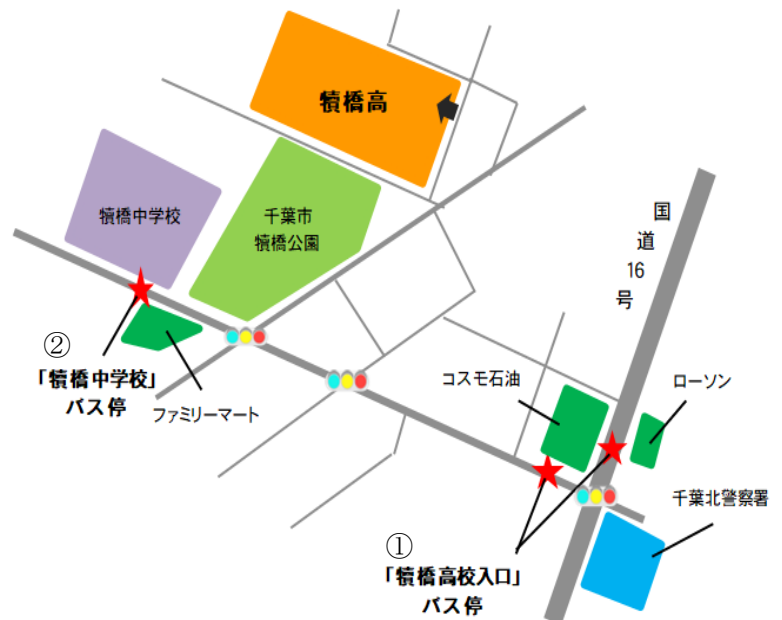 犢橋高
犢橋中学校
千葉市
犢橋公園
国
道
16
号
②
「犢橋中学校」
バス停
ファミリーマート
コスモ石油
ローソン
千葉北警察署
①
「犢橋高校入口」
バス停